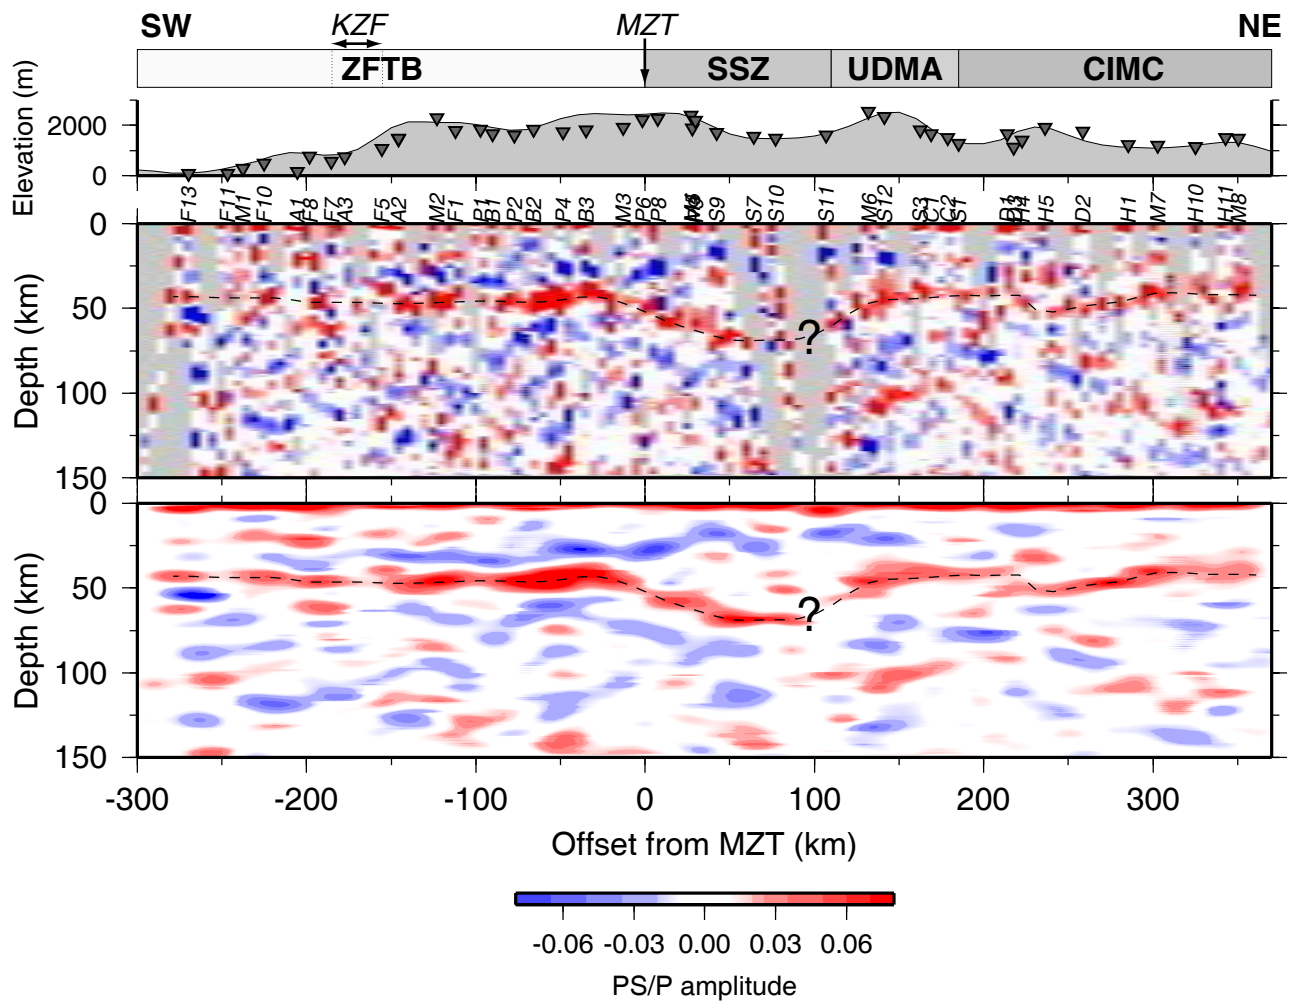 SW KZF MZT NE
ZFTB SSZ UDMA CIMC
Elevation (m)
2000
0
F13 F11 M1 F10 A1 F8 F7 A3 F5 A2 M2 F1 B1 P2 B2 P4 B3 M3 P6 P8 S9 S7 S10 S11 M6 S12 S3 C2 S1 H5 D2 H1 M7 H10 H11 M8
Depth (km)
0
50
100
150
?
Depth (km)
0
50
100
150
?
-300 -200 -100 0 100 200 300
Offset from MZT (km)
-0.06 -0.03 0.00 0.03 0.06
PS/P amplitude